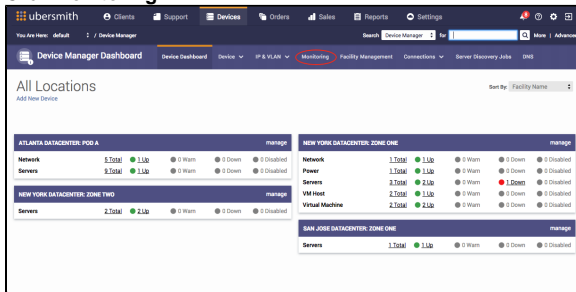 ubersmith Clients Support Devices Orders Sales Reports Settings
You Are Here: default / Device Manager Search Device Manager for More | Advanced
Device Manager Dashboard Device Dashboard Device IP & VLAN Monitoring Facility Management Connections Server Discovery Jobs DNS
All Locations
Add New Device
Sort By: Facility Name
ATLANTA DATACENTER: POD A manage
Network 5 Total 1 Up 0 Warn 0 Down 0 Disabled
Servers 9 Total 1 Up 0 Warn 0 Down 0 Disabled
NEW YORK DATACENTER: ZONE TWO manage
Servers 2 Total 2 Up 0 Warn 0 Down 0 Disabled
NEW YORK DATACENTER: ZONE ONE manage
Network 1 Total 1 Up 0 Warn 0 Down 0 Disabled
Power 1 Total 1 Up 0 Warn 0 Down 0 Disabled
Servers 3 Total 2 Up 0 Warn 1 Down 0 Disabled
VM Host 2 Total 1 Up 0 Warn 0 Down 0 Disabled
Virtual Machine 2 Total 2 Up 0 Warn 0 Down 0 Disabled
SAN JOSE DATACENTER: ZONE ONE manage
Servers 1 Total 1 Up 0 Warn 0 Down 0 Disabled